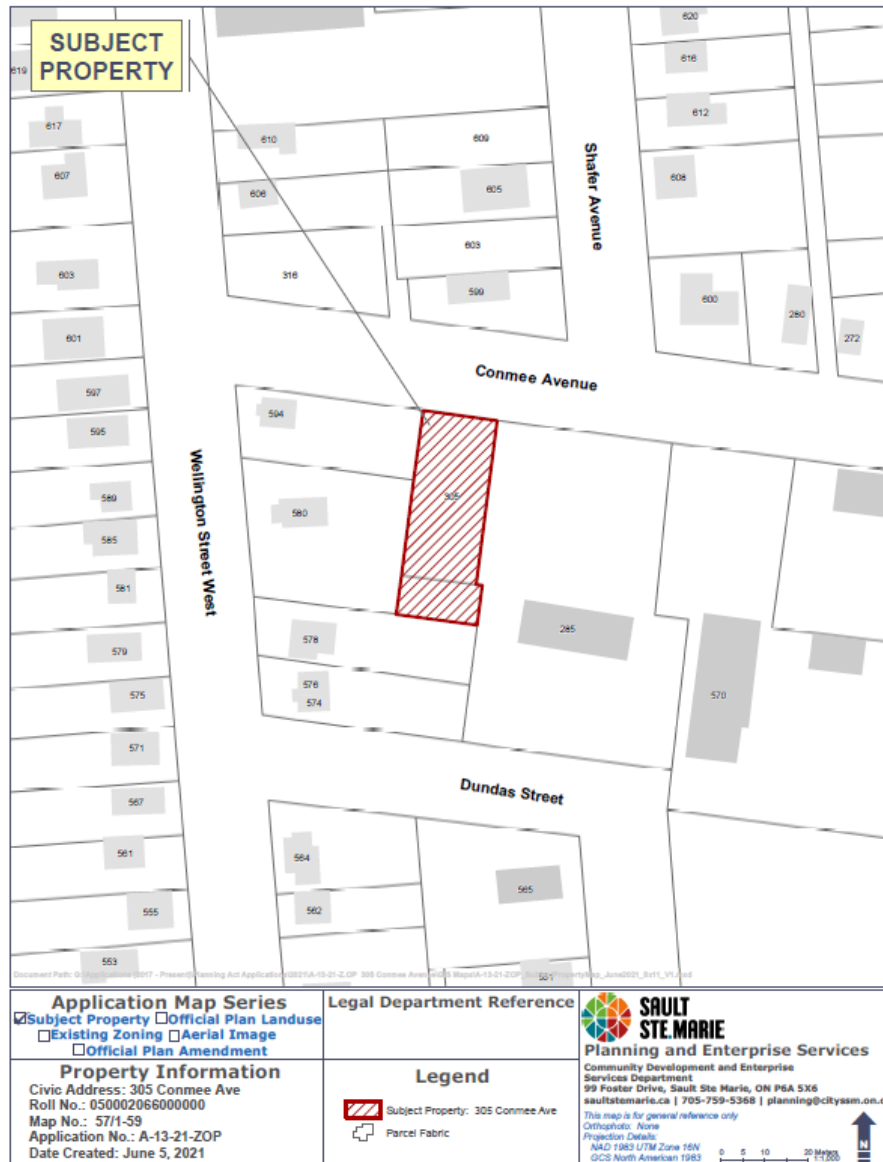 SUBJECT
PROPERTY
620
619
616
617
610
609
612
607
608
606
605
Shafer Avenue
603
603
316
599
600
280
601
272
Conmee Avenue
597
594
595
305
589
Wellington Street West
580
585
581
578
285
579
576
574
575
570
571
Dundas Street
567
561
564
565
555
562
553
531
Application Map Series
Subject Property Official Plan Landuse
Existing Zoning Aerial Image
Official Plan Amendment
Legal Department Reference
SAULT
STE.MARIE
Planning and Enterprise Services
Community Development and Enterprise
Services Department
99 Foster Drive, Sault Ste Marie, ON P6A 5X6
saultstemarie.ca | 705-759-5368 | planning@cityssm.on.c
This map is for general reference only
Orthophoto: None
Projection Details:
NAD 1983 UTM Zone 16N
GCS North American 1983
0 5 10 20 Meters
1:1,000
N
Property Information
Civic Address: 305 Conmee Ave
Roll No.: 050002066000000
Map No.: 57/1-59
Application No.: A-13-21-ZOP
Date Created: June 5, 2021
Legend
Subject Property: 305 Conmee Ave
Parcel Fabric